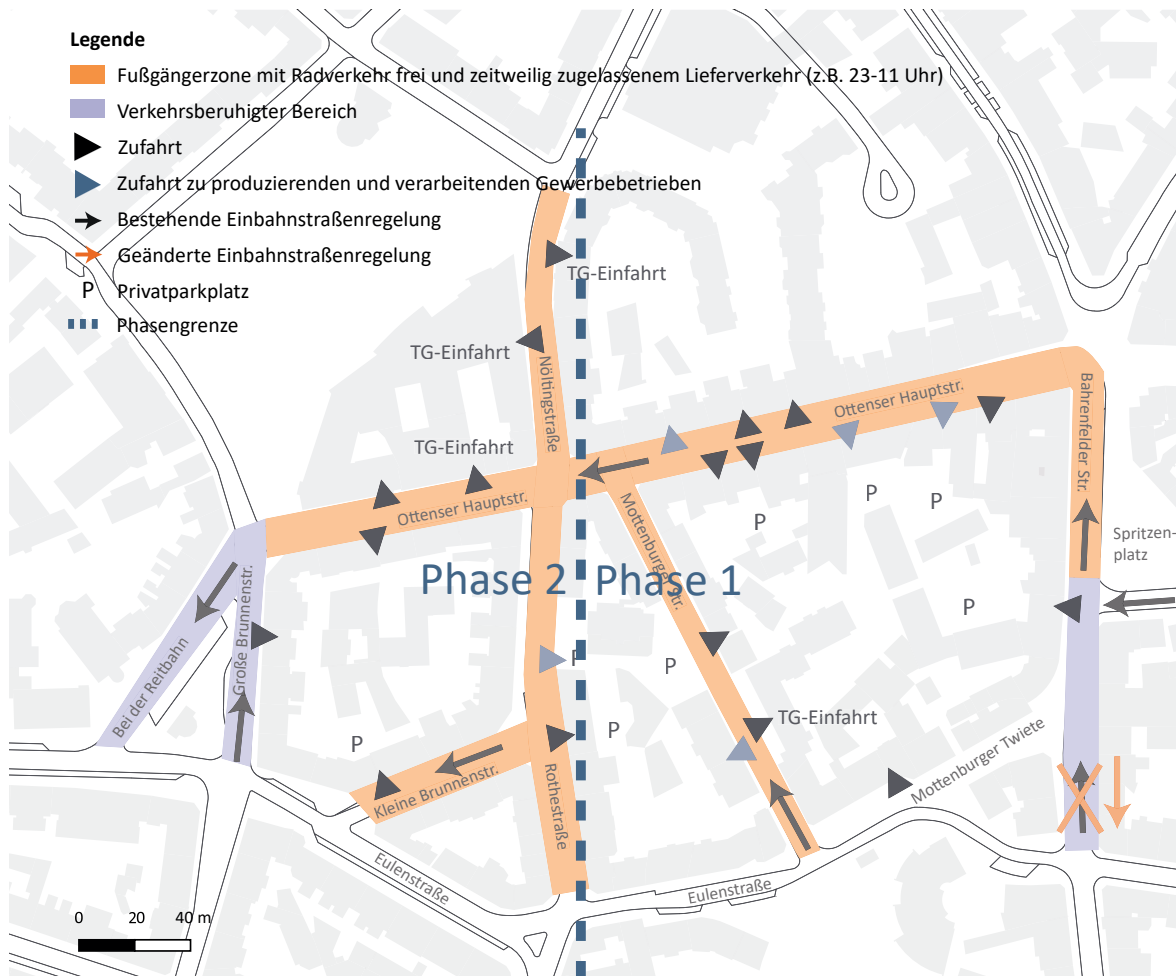 Legende
Fußgängerzone mit Radverkehr frei und zeitweilig zugelassenem Lieferverkehr (z.B. 23-11 Uhr)
Verkehrsberuhigter Bereich
Zufahrt
Zufahrt zu produzierenden und verarbeitenden Gewerbebetrieben
Bestehende Einbahnstraßenregelung
Geänderte Einbahnstraßenregelung
P Privatparkplatz
Phasengrenze
TG-Einfahrt
TG-Einfahrt
Nöltingstraße
TG-Einfahrt
Ottenser Hauptstr.
Bahrenfelder Str.
Ottenser Hauptstr.
Mottenburger Str.
P
P
P
Spritzen-
platz
Phase 2
Phase 1
P
Große Brunnenstr.
Bei der Reitbahn
P
P
TG-Einfahrt
P
P
Mottenburger Twiete
Kleine Brunnenstr.
Rothestraße
Eulenstraße
Eulenstraße
0 20 40 m